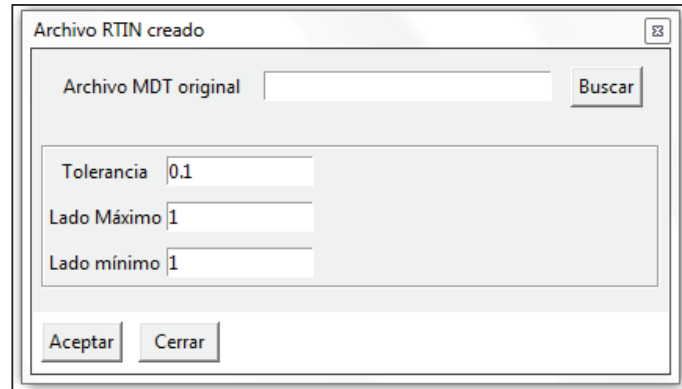 Archivo RTIN creado
Archivo MDT original Buscar
Tolerancia 0.1
Lado Máximo 1
Lado mínimo 1
Aceptar Cerrar